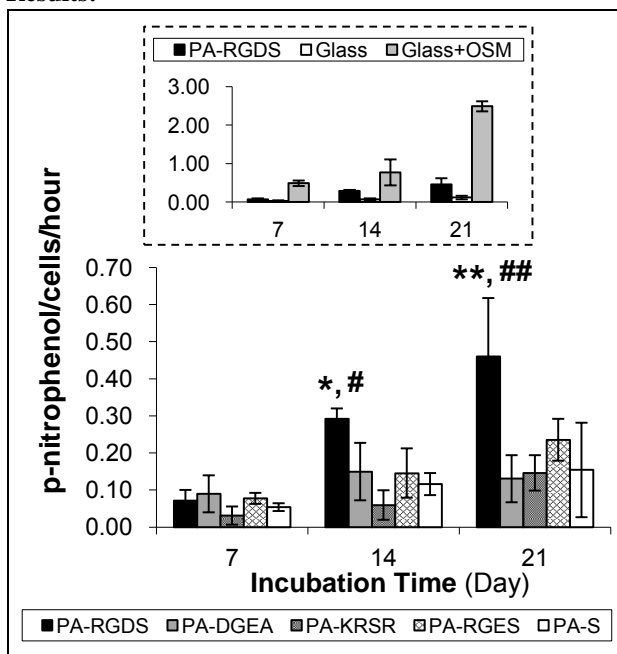 Results:
PA-RGDS Glass Glass+OSM
3.00
2.00
1.00
0.00
7 14 21
0.70
0.60
0.50
0.40
0.30
0.20
0.10
0.00
p-nitrophenol/cells/hour
*, #
**, ##
7 14 21
Incubation Time (Day)
PA-RGDS PA-DGEA PA-KRSR PA-RGES PA-S